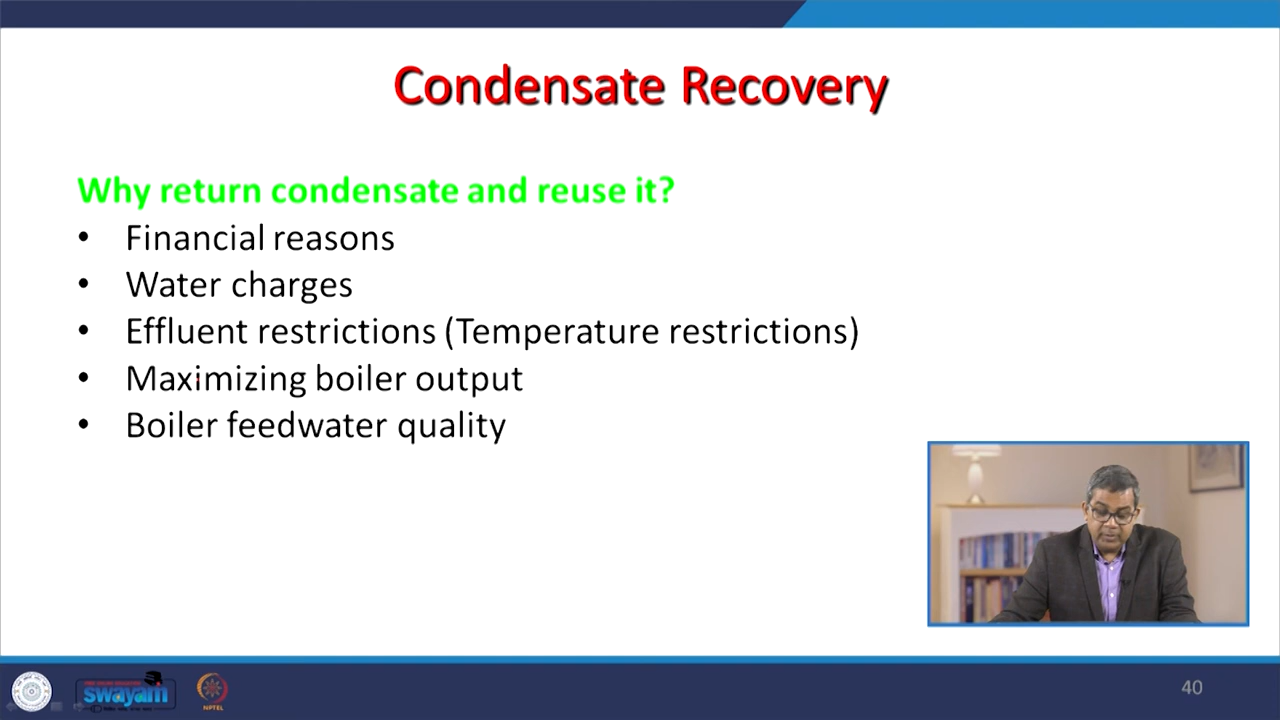 Condensate Recovery
Why return condensate and reuse it?
• Financial reasons
• Water charges
• Effluent restrictions (Temperature restrictions)
• Maximizing boiler output
• Boiler feedwater quality
swayam
NPTEL
40